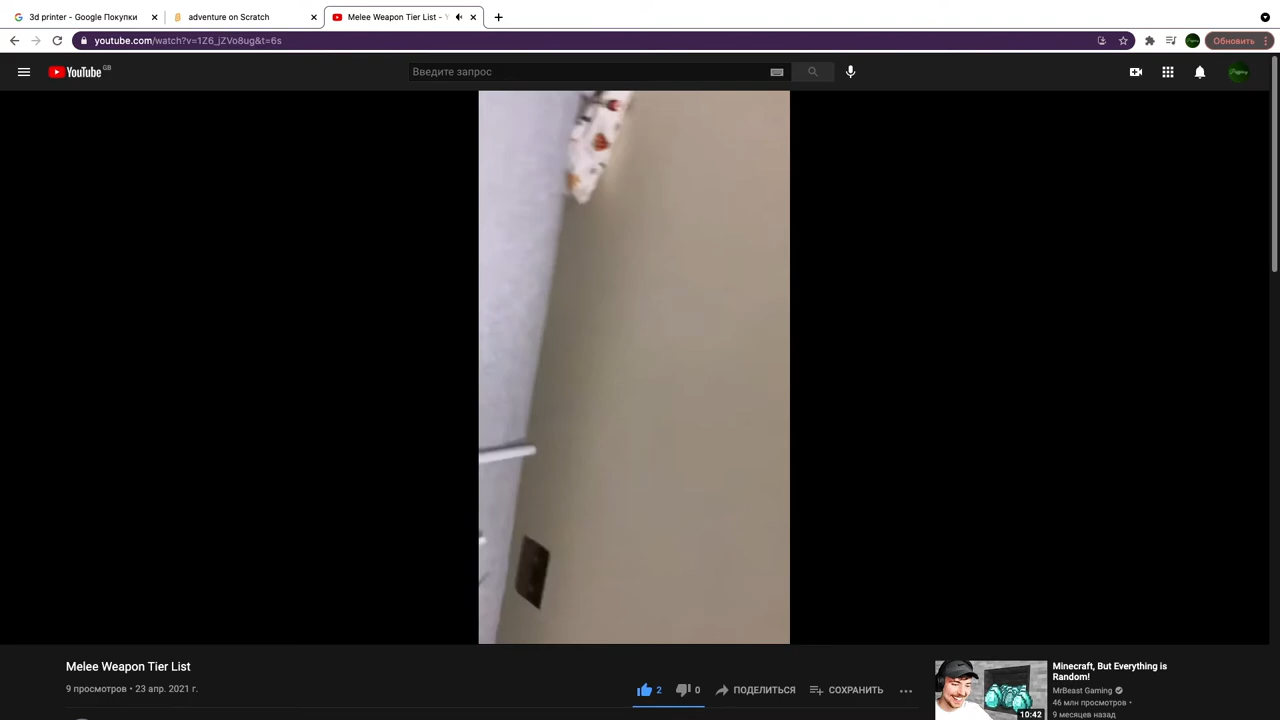 3d printer - Google Покупки
adventure on Scratch
Melee Weapon Tier List -
youtube.com/watch?v=1Z6_jZVo8ug&t=6s
Обновить
YouTube GB
Введите запрос
Melee Weapon Tier List
9 просмотров • 23 апр. 2021 г.
2
0
ПОДЕЛИТЬСЯ
СОХРАНИТЬ
10:42
Minecraft, But Everything is
Random!
MrBeast Gaming
46 млн просмотров •
9 месяцев назад